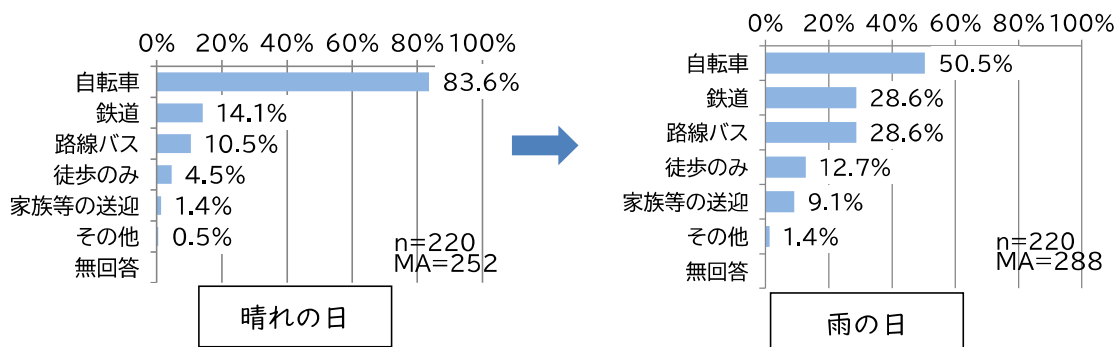 0% 20% 40% 60% 80% 100%
自転車 83.6%
鉄道 14.1%
路線バス 10.5%
徒歩のみ 4.5%
家族等の送迎 1.4%
その他 0.5%
無回答
n=220
MA=252
晴れの日
0% 20% 40% 60% 80% 100%
自転車 50.5%
鉄道 28.6%
路線バス 28.6%
徒歩のみ 12.7%
家族等の送迎 9.1%
その他 1.4%
無回答
n=220
MA=288
雨の日